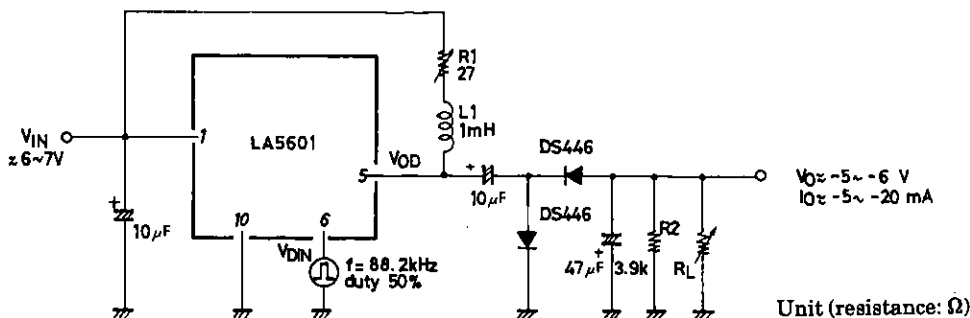 R1
27
L1
1mH
VIN
≈ 6~7V
1
LA5601
VOD
5
DS446
10μF
DS446
VO≈ -5~ -6 V
IO≈ -5~ -20 mA
+
10μF
10
6
VDIN
f= 88.2kHz
duty 50%
+
+
47μF
3.9k
R2
RL
Unit (resistance: Ω)